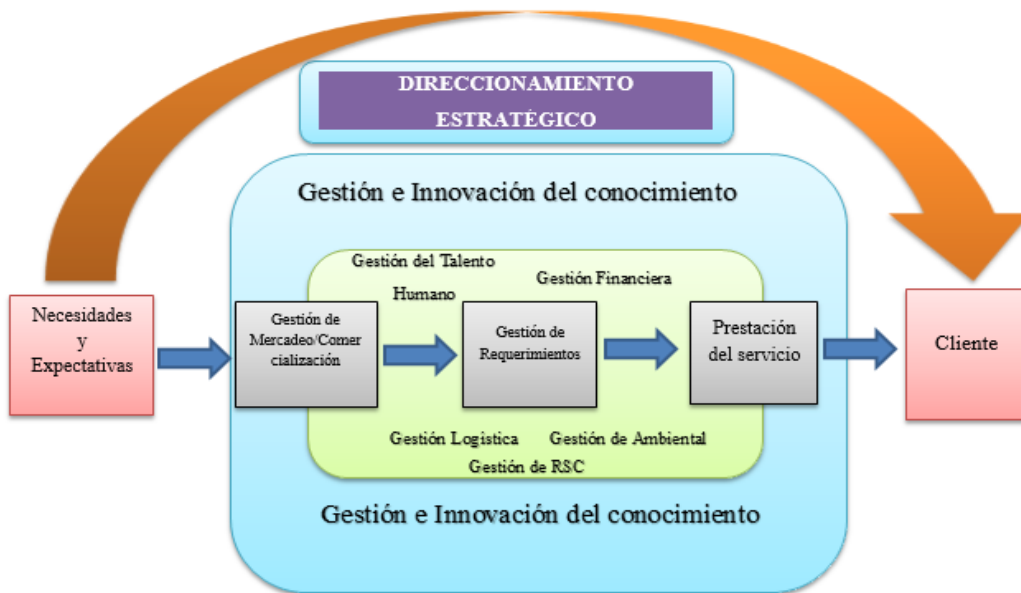 DIRECCIONAMIENTO
ESTRATÉGICO
Gestión e Innovación del conocimiento
Gestión del Talento
Humano
Gestión Financiera
Necesidades
y
Expectativas
Gestión de
Mercadeo/Comer
cialización
Gestión de
Requerimientos
Prestación
del servicio
Cliente
Gestión Logística
Gestión de Ambiental
Gestión de RSC
Gestión e Innovación del conocimiento